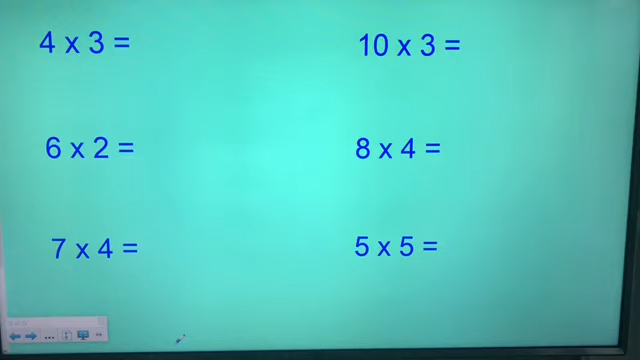 4 x 3 =
10 x 3 =
6 x 2 =
8 x 4 =
7 x 4 =
5 x 5 =